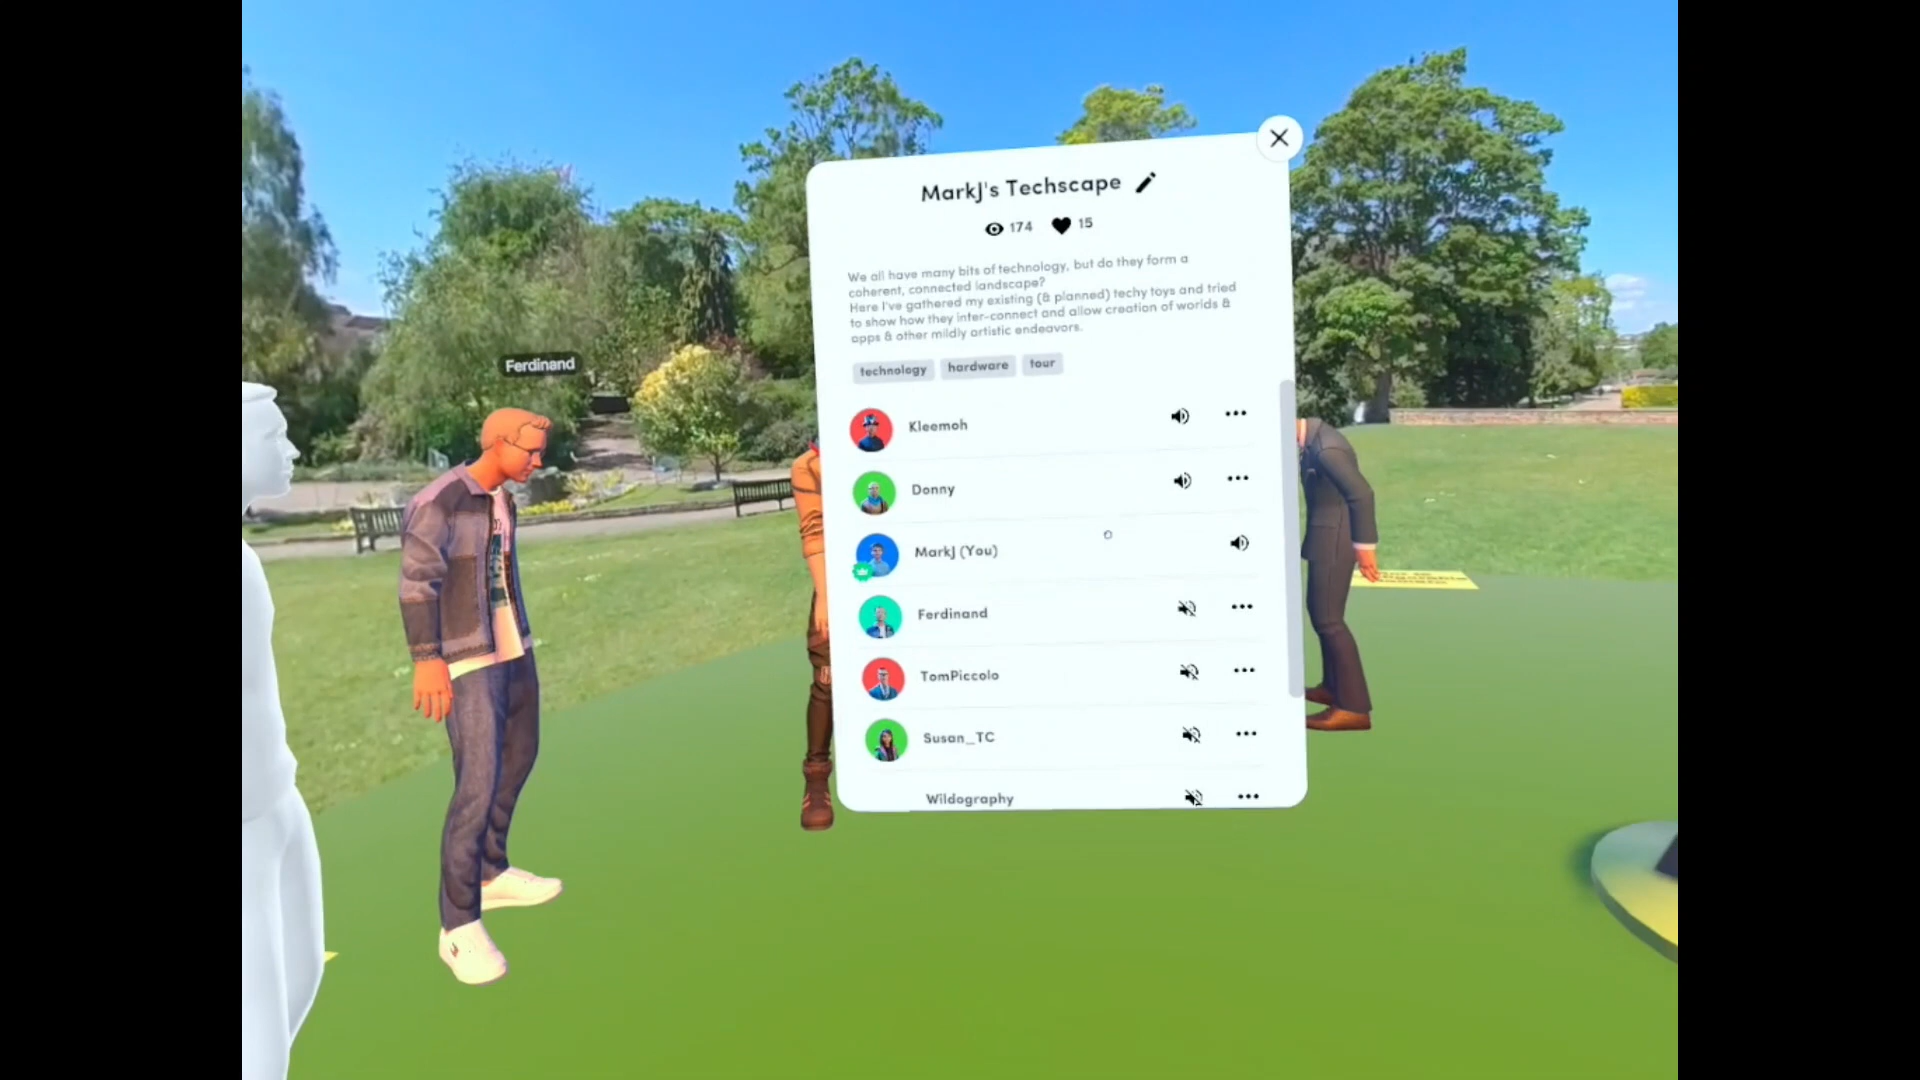 MarkJ's Techscape
174 15
We all have many bits of technology, but do they form a
coherent, connected landscape?
Here I've gathered my existing (& planned) techy toys and tried
to show how they inter-connect and allow creation of worlds &
apps & other mildly artistic endeavors.
technology hardware tour
Ferdinand
Kleemoh
Donny
MarkJ (You)
Ferdinand
TomPiccolo
Susan_TC
Wildography